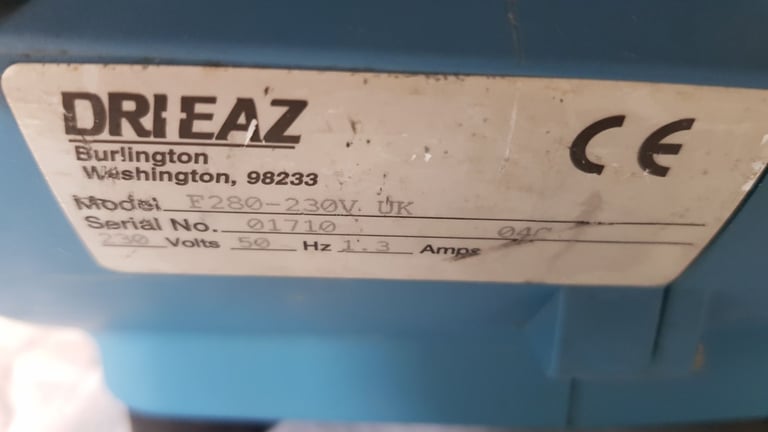 DRIEAZ
CE
Burlington
Washington, 98233
Model F280-230V UK
Serial No. 01710 04C
230 Volts 50 Hz 1.3 Amps